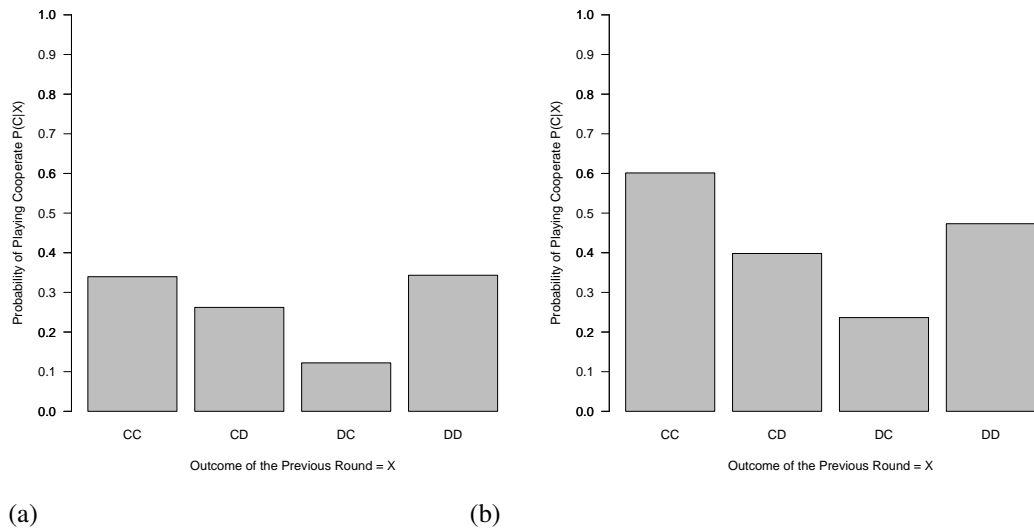 1.0
0.9
0.8
0.7
0.6
0.5
0.4
0.3
0.2
0.1
0.0
Probability of Playing Cooperate P(C|X)
CC CD DC DD
Outcome of the Previous Round = X
(a)
1.0
0.9
0.8
0.7
0.6
0.5
0.4
0.3
0.2
0.1
0.0
Probability of Playing Cooperate P(C|X)
CC CD DC DD
Outcome of the Previous Round = X
(b)